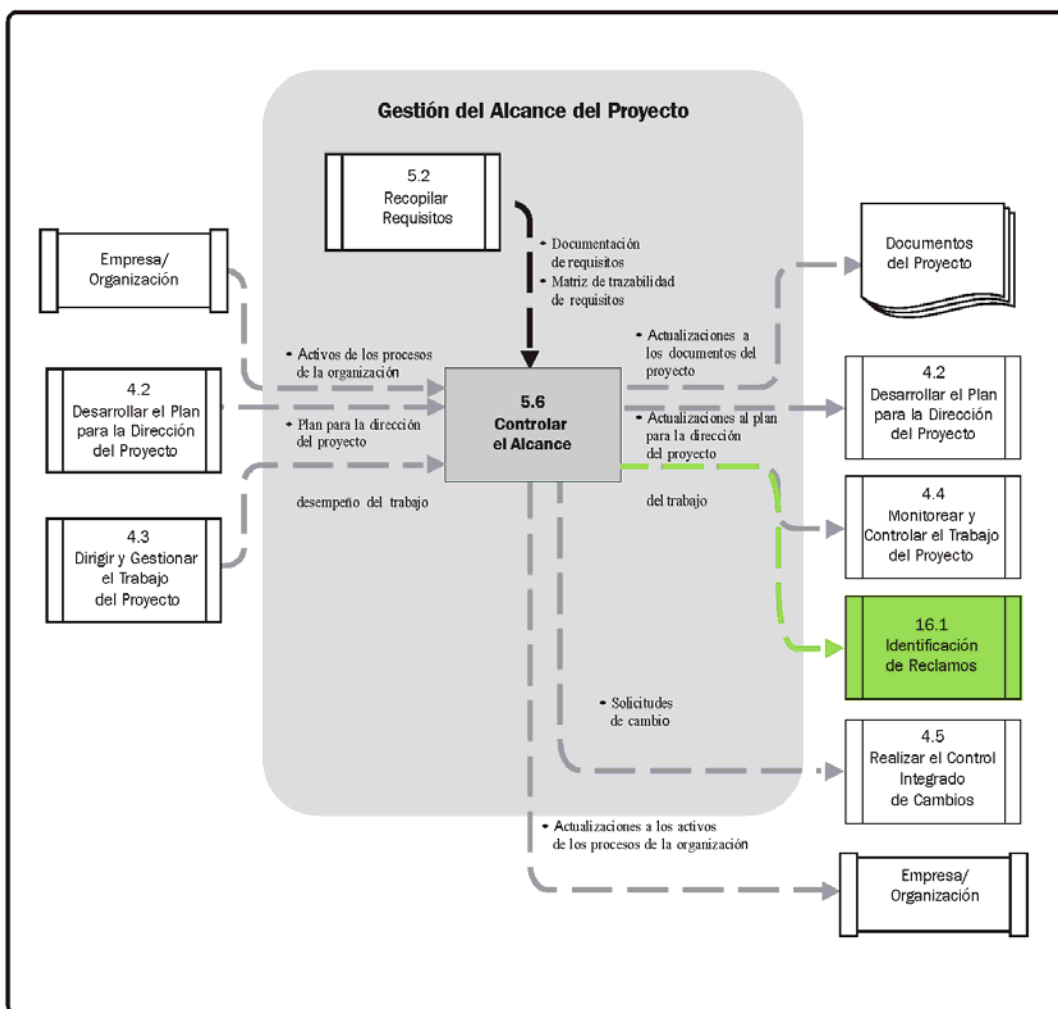 Gestión del Alcance del Proyecto
5.2
Recopilar
Requisitos
Empresa/
Organización
• Documentación
de requisitos
• Matriz de trazabilidad
de requisitos
Documentos
del Proyecto
• Activos de los procesos
de la organización
• Actualizaciones a
los documentos del
proyecto
4.2
Desarrollar el Plan
para la Dirección
del Proyecto
• Plan para la dirección
del proyecto
5.6
Controlar
el Alcance
• Actualizaciones al plan
para la dirección
del proyecto
4.2
Desarrollar el Plan
para la Dirección
del Proyecto
desempeño del trabajo
del trabajo
4.3
Dirigir y Gestionar
el Trabajo
del Proyecto
4.4
Monitorear y
Controlar el Trabajo
del Proyecto
16.1
Identificación
de Reclamos
• Solicitudes
de cambio
4.5
Realizar el Control
Integrado
de Cambios
• Actualizaciones a los activos
de los procesos de la organización
Empresa/
Organización